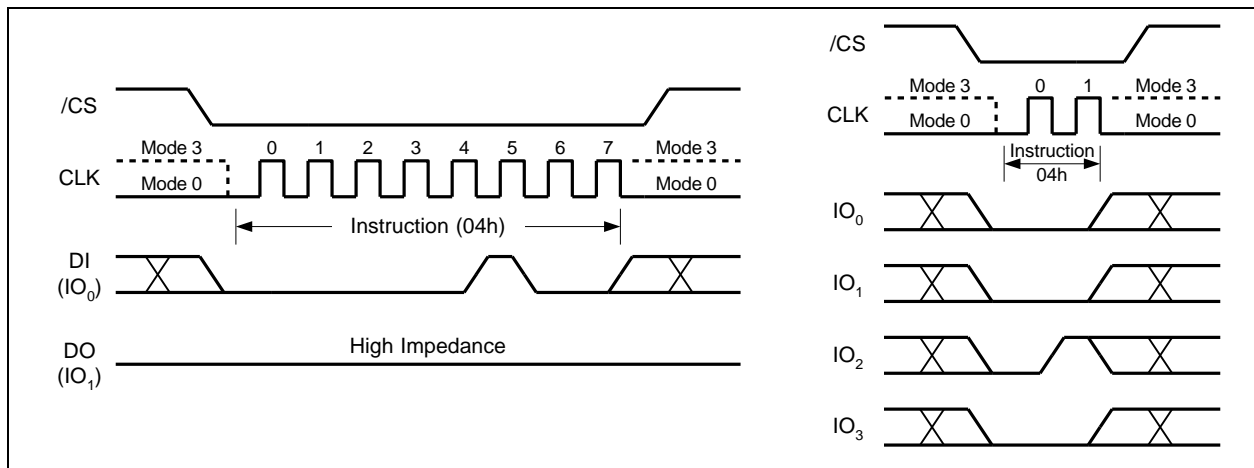 /CS
Mode 3
0 1 2 3 4 5 6 7
Mode 3
CLK
Mode 0
Mode 0
Instruction (04h)
DI
(IO0)
High Impedance
DO
(IO1)
/CS
Mode 3
0 1
Mode 3
CLK
Mode 0
Mode 0
Instruction
04h
IO0
IO1
IO2
IO3